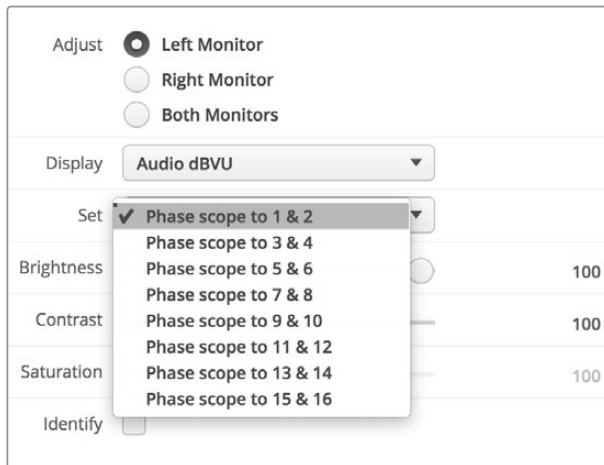 Adjust Left Monitor
Right Monitor
Both Monitors
Display Audio dBVU
Set Phase scope to 1 & 2
Phase scope to 3 & 4
Brightness Phase scope to 5 & 6 100
Phase scope to 7 & 8
Contrast Phase scope to 9 & 10 100
Phase scope to 11 & 12
Saturation Phase scope to 13 & 14 100
Phase scope to 15 & 16
Identify